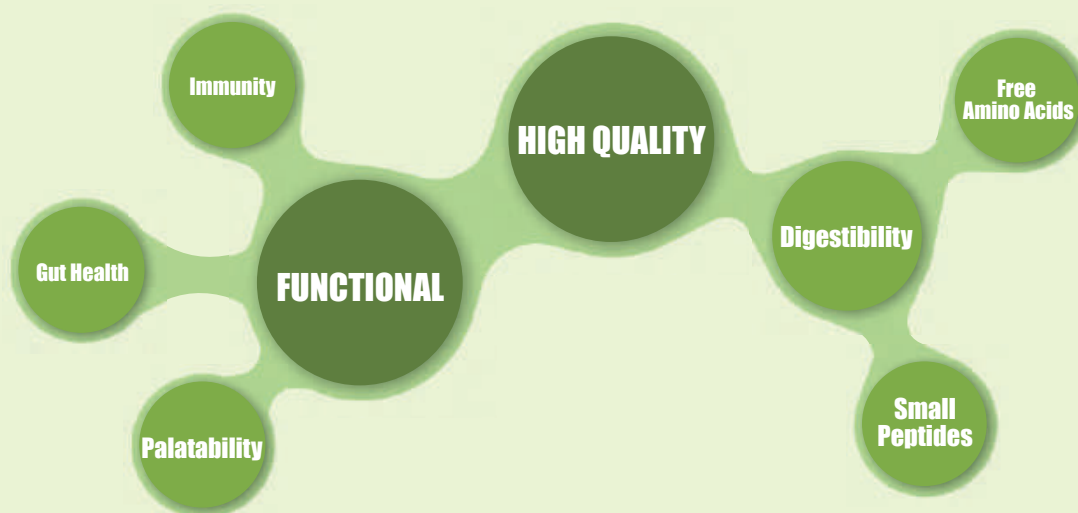 Immunity
HIGH QUALITY
Free
Amino Acids
Gut Health
FUNCTIONAL
Digestibility
Palatability
Small
Peptides